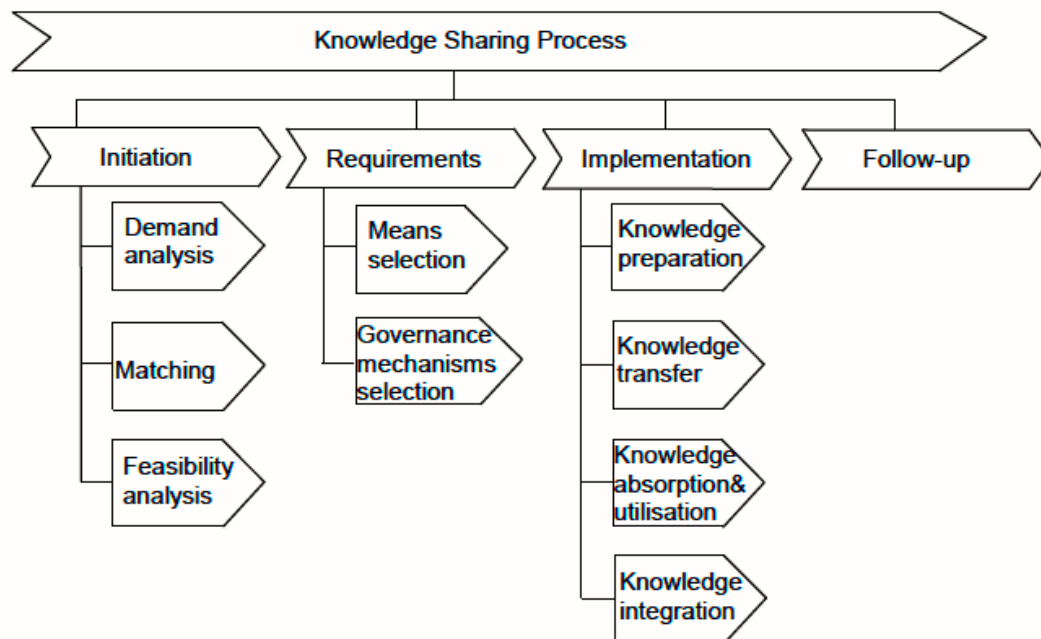 Knowledge Sharing Process
Initiation
Requirements
Implementation
Follow-up
Demand
analysis
Matching
Feasibility
analysis
Means
selection
Governance
mechanisms
selection
Knowledge
preparation
Knowledge
transfer
Knowledge
absorption&
utilisation
Knowledge
integration